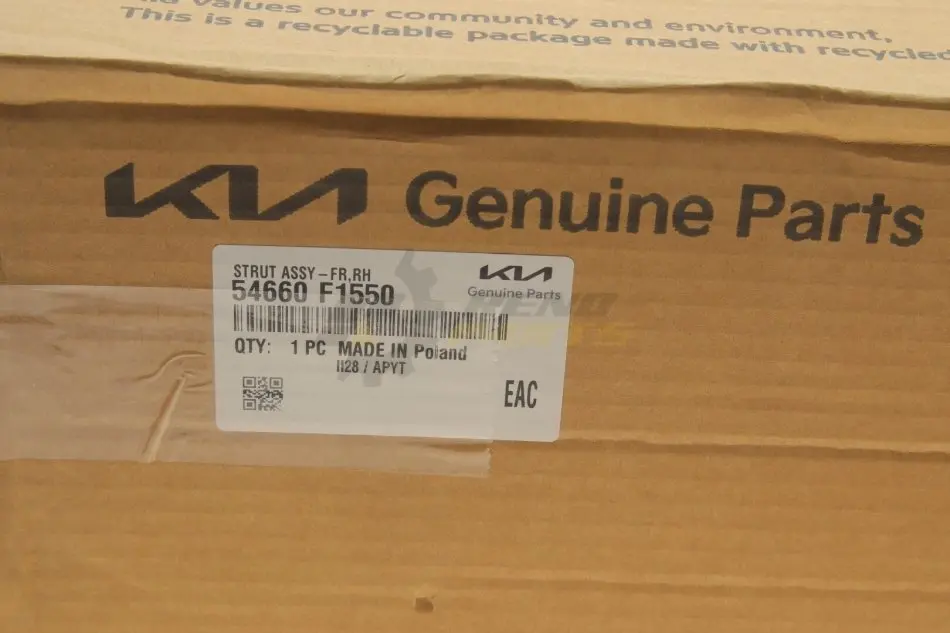 values our community and environment.
This is a recyclable package made with recycled
KIA Genuine Parts
STRUT ASSY-FR,RH
54660 F1550
KIA
Genuine Parts
QTY: 1 PC MADE IN Poland
/ APYT
EAC